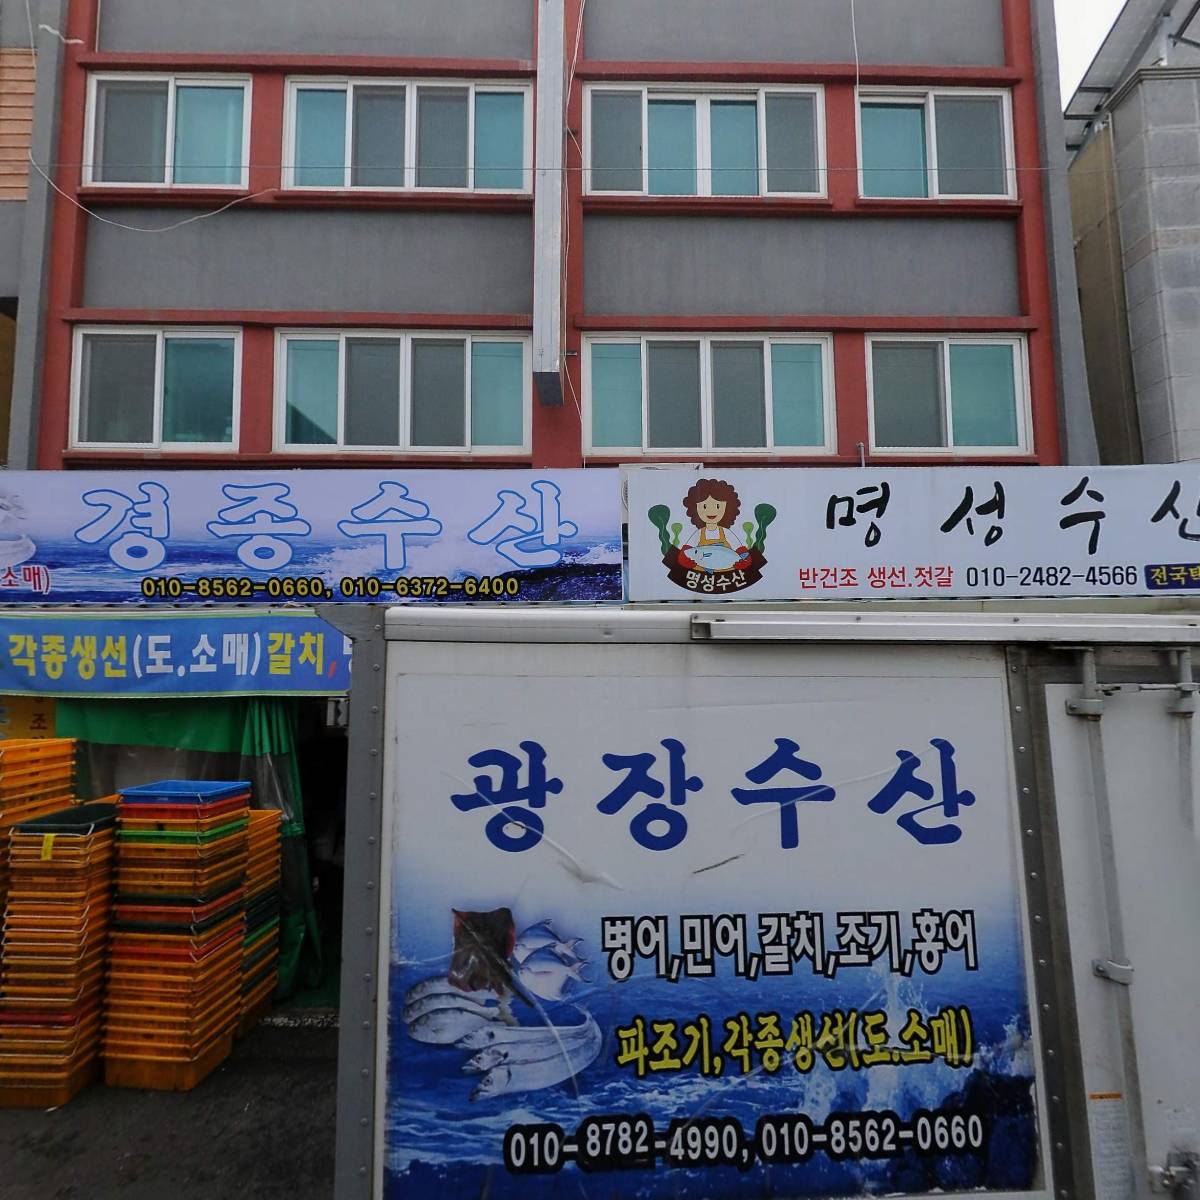 경종수산
소매)
010-8562-0660, 010-6372-6400
명성수산
명성수산
반건조 생선.젓갈 010-2482-4566 전국택
각종생선(도.소매)갈치,
광장수산
병어,민어,갈치,조기,홍어
파조기,각종생선(도.소매)
010-8782-4990, 010-8562-0660